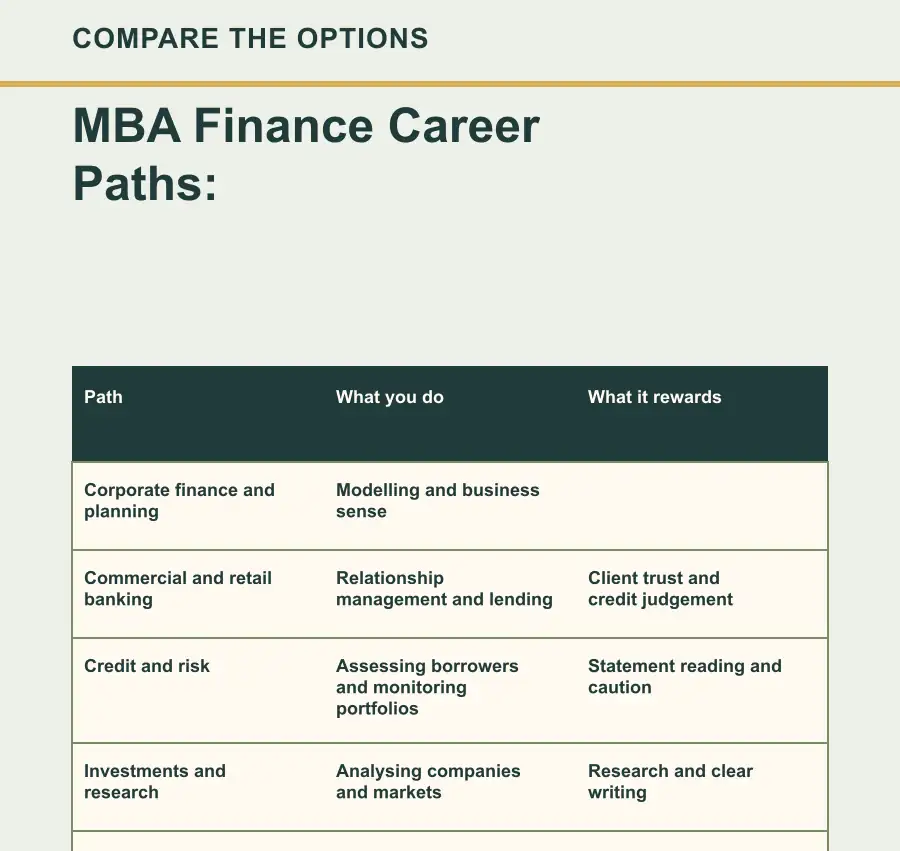 COMPARE THE OPTIONS
MBA Finance Career
Paths:
Path
What you do
What it rewards
Corporate finance and
planning
Modelling and business
sense
Commercial and retail
banking
Relationship
management and lending
Client trust and
credit judgement
Credit and risk
Assessing borrowers
and monitoring
portfolios
Statement reading and
caution
Investments and
research
Analysing companies
and markets
Research and clear
writing